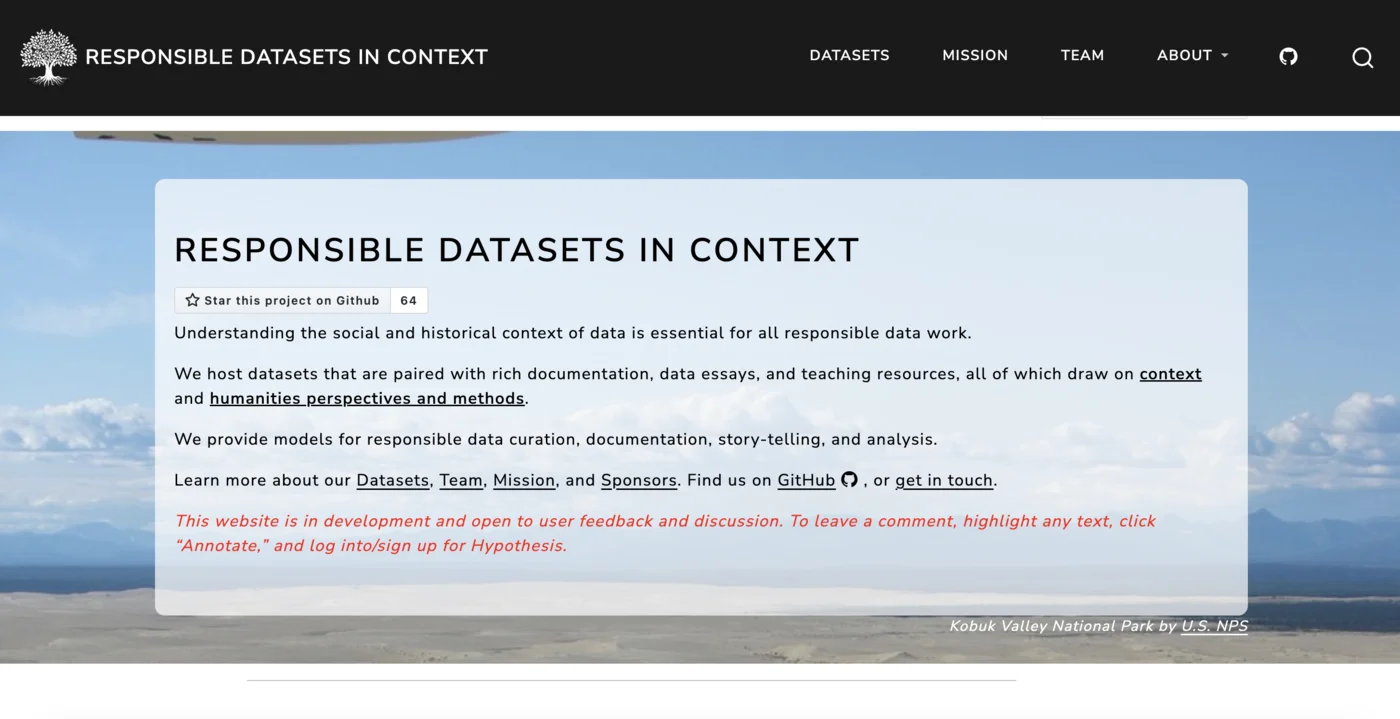 RESPONSIBLE DATASETS IN CONTEXT
DATASETS
MISSION
TEAM
ABOUT
RESPONSIBLE DATASETS IN CONTEXT
Star this project on Github 64
Understanding the social and historical context of data is essential for all responsible data work.
We host datasets that are paired with rich documentation, data essays, and teaching resources, all of which draw on context
and humanities perspectives and methods.
We provide models for responsible data curation, documentation, story-telling, and analysis.
Learn more about our Datasets, Team, Mission, and Sponsors. Find us on GitHub , or get in touch.
This website is in development and open to user feedback and discussion. To leave a comment, highlight any text, click
“Annotate,” and log into/sign up for Hypothesis.
Kobuk Valley National Park by U.S. NPS